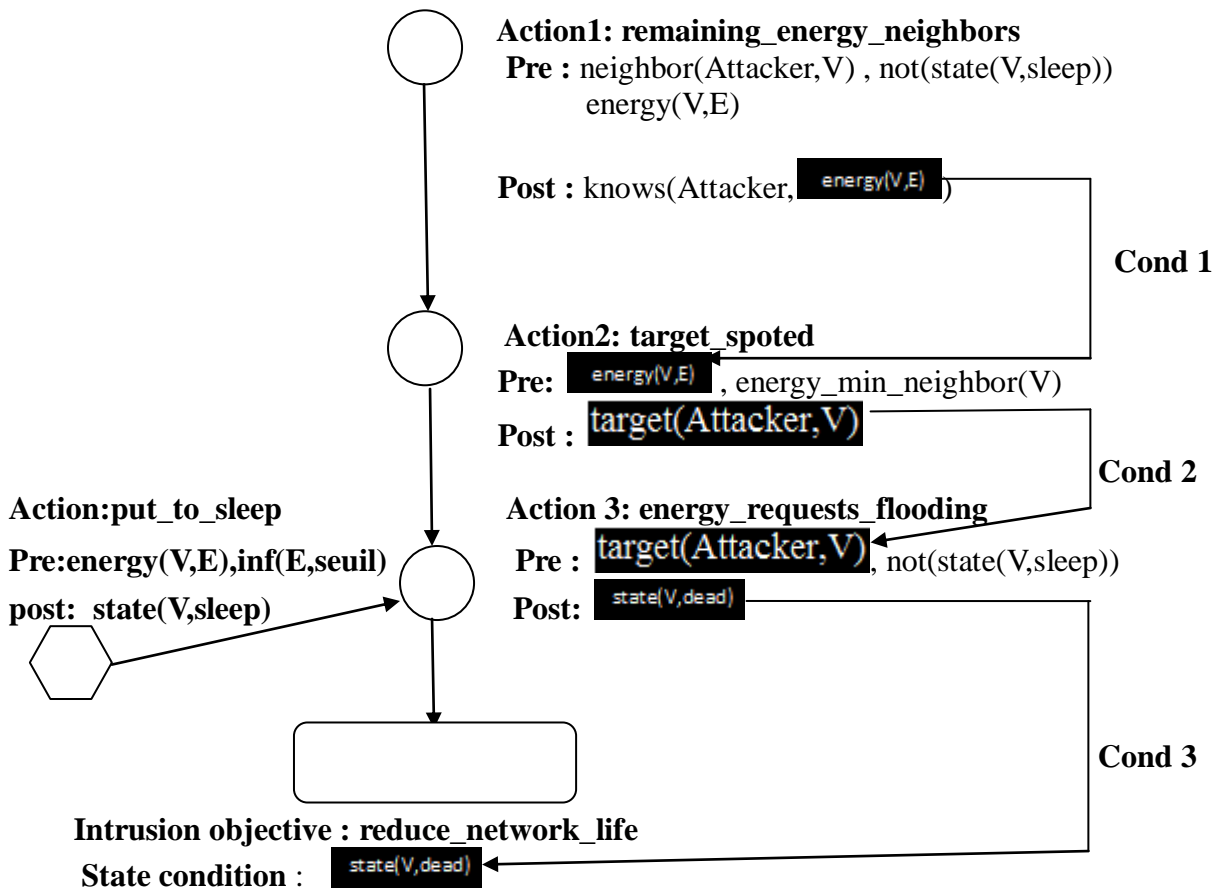 Action1: remaining_energy_neighbors
Pre : neighbor(Attacker,V) , not(state(V,sleep))
energy(V,E)
Post : knows(Attacker, energy(V,E) )
Cond 1
Action2: target_spoted
Pre: energy(V,E) , energy_min_neighbor(V)
Post : target(Attacker,V)
Cond 2
Action:put_to_sleep
Pre:energy(V,E),inf(E,seuil)
post: state(V,sleep)
Action 3: energy_requests_flooding
Pre : target(Attacker,V) , not(state(V,sleep))
Post: state(V,dead)
Cond 3
Intrusion objective : reduce_network_life
State condition : state(V,dead)